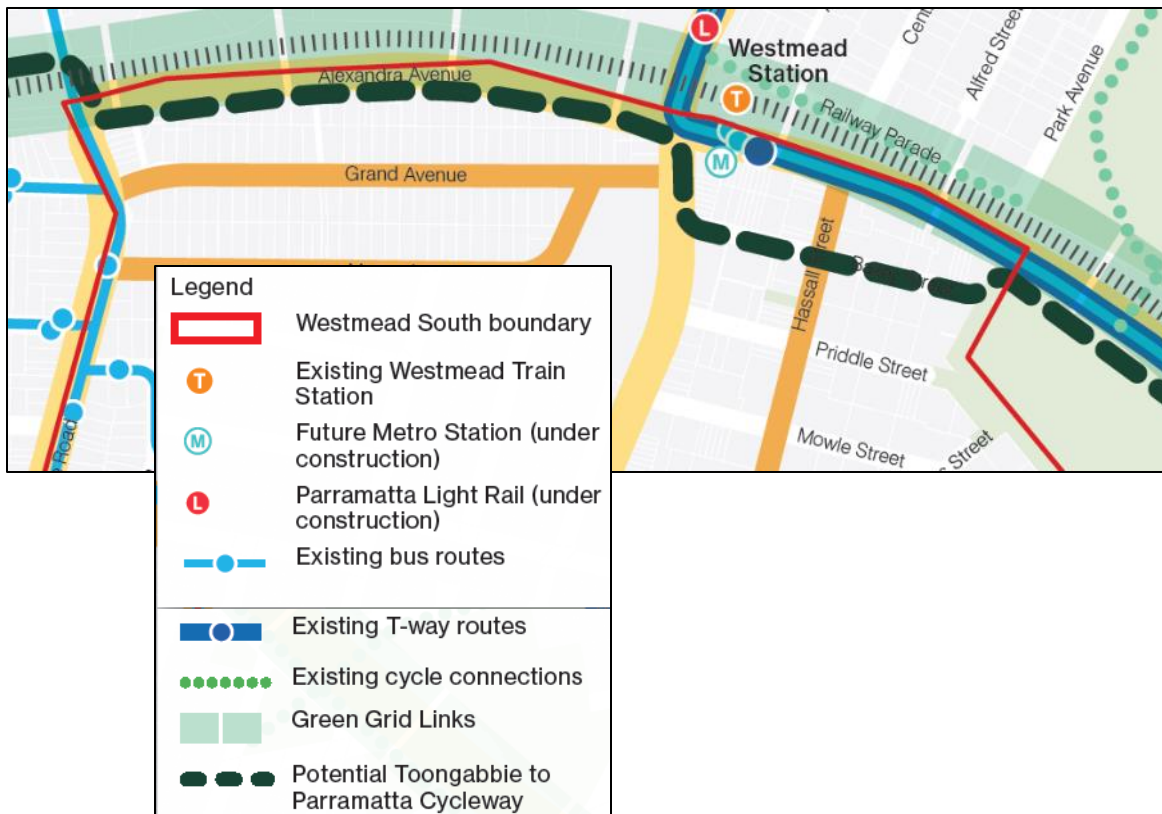 L
Westmead
Station
Alfred Street
Park Avenue
Alexandra Avenue
T
Railway Parade
M
Grand Avenue
Hassall Street
Priddle Street
Mowle Street
Street
Road
Legend
Westmead South boundary
T
Existing Westmead Train
Station
M
Future Metro Station (under
construction)
L
Parramatta Light Rail (under
construction)
Existing bus routes
Existing T-way routes
Existing cycle connections
Green Grid Links
Potential Toongabbie to
Parramatta Cycleway